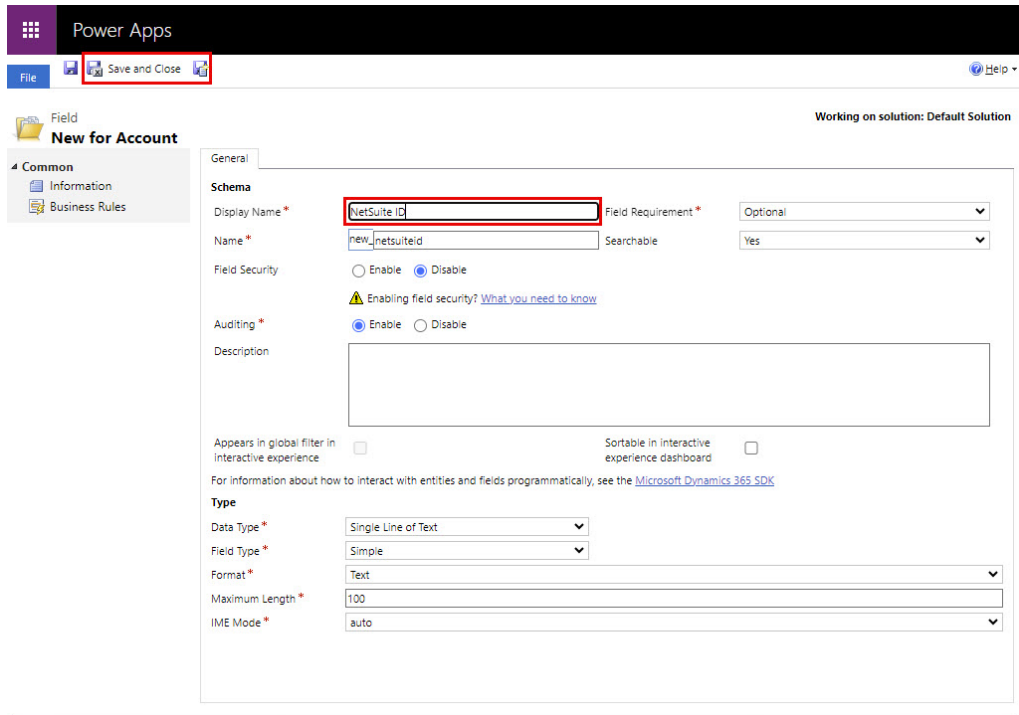 Power Apps
File
Save and Close
Help
Field
New for Account
Working on solution: Default Solution
Common
Information
Business Rules
General
Schema
Display Name * NetSuite ID Field Requirement * Optional
Name * new_ netsuiteid Searchable Yes
Field Security Enable Disable
Enabling field security? What you need to know
Auditing * Enable Disable
Description
Appears in global filter in
interactive experience
Sortable in interactive
experience dashboard
For information about how to interact with entities and fields programmatically, see the Microsoft Dynamics 365 SDK
Type
Data Type * Single Line of Text
Field Type * Simple
Format * Text
Maximum Length * 100
IME Mode * auto